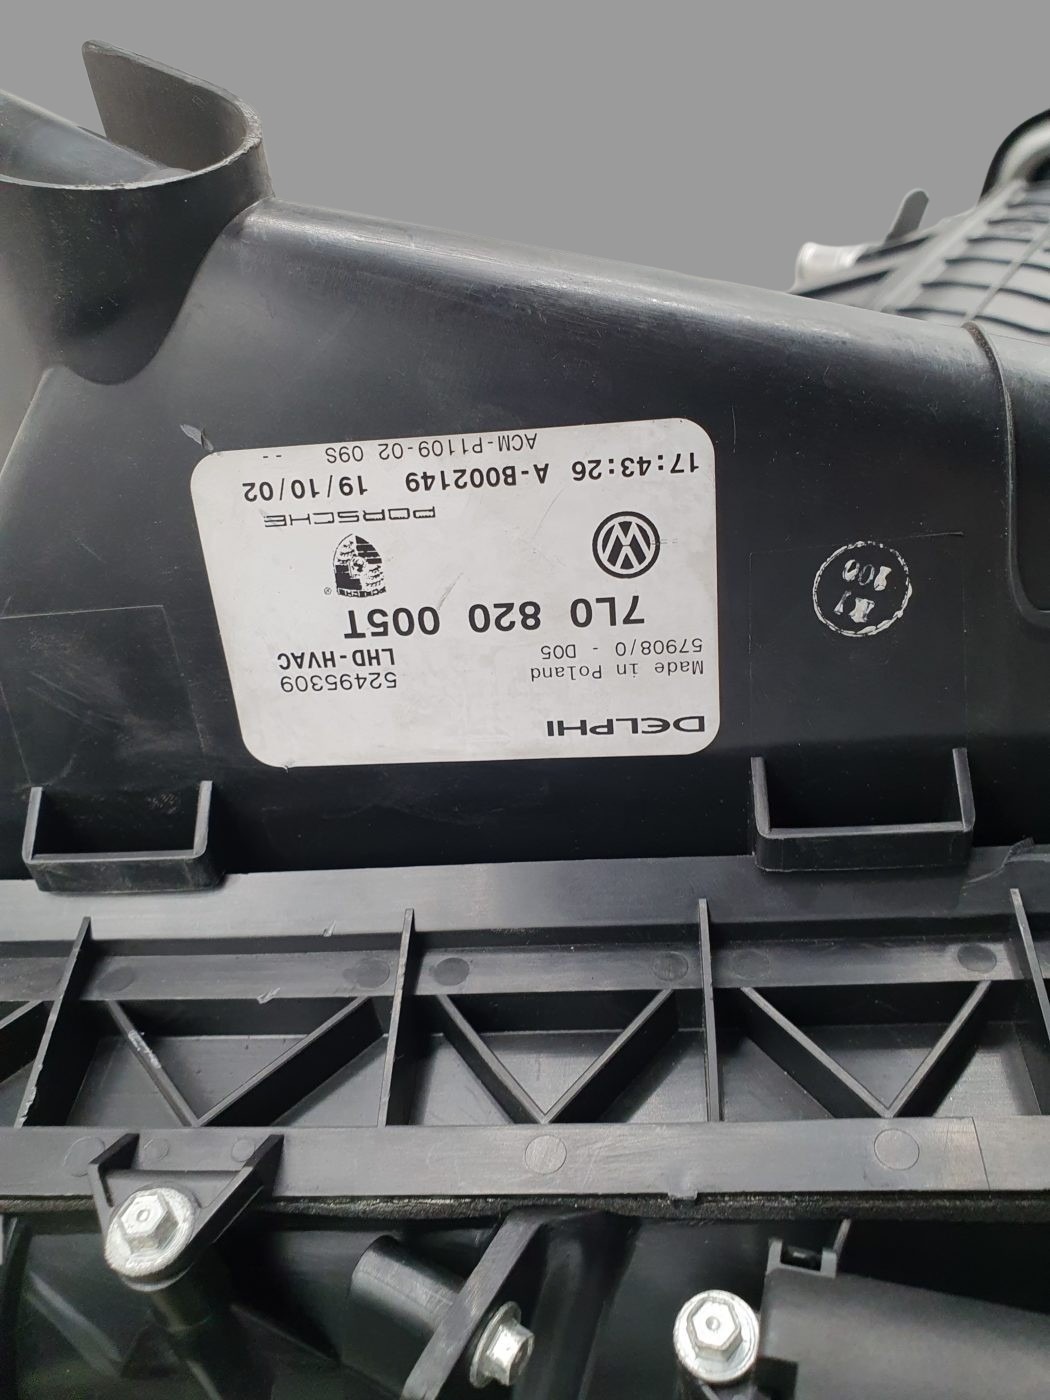 DELPHI
Made in Poland
57908/0 - D05
52495309
LHD-HVAC
7L0 820 005T
PORSCHE
17:43:26 A-B002149 19/10/02
ACM-P1109-02 09S --